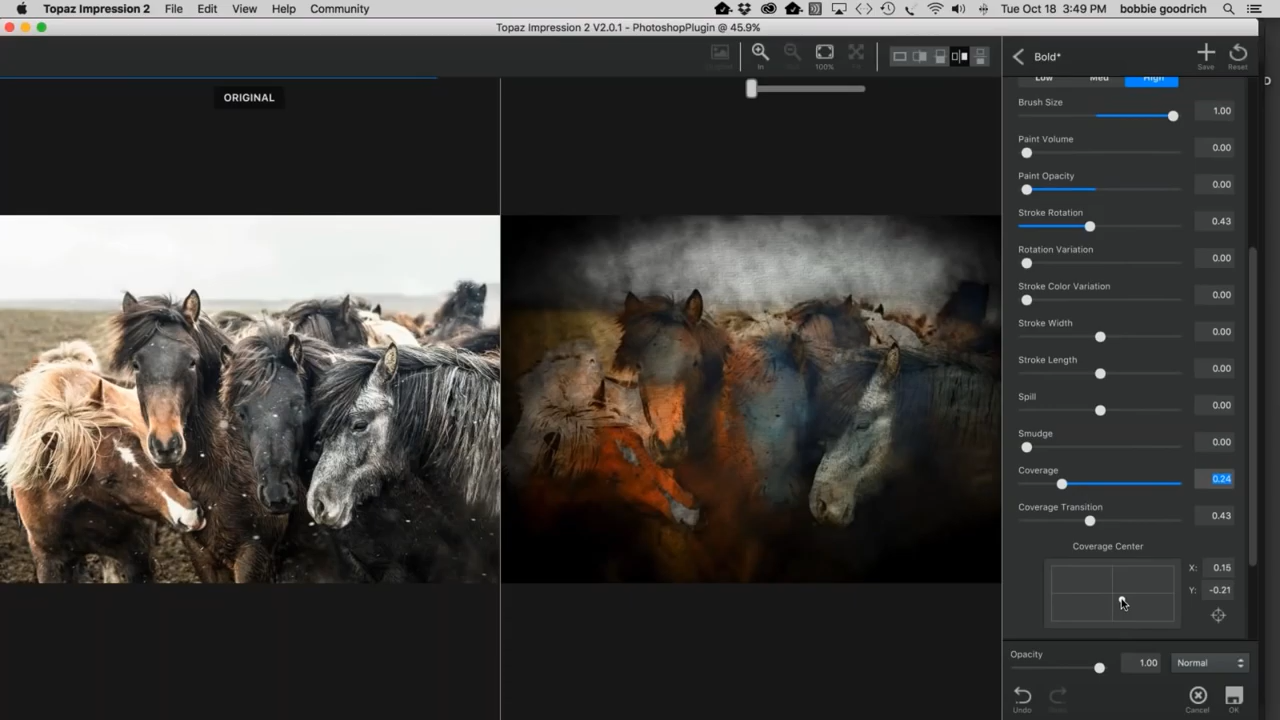 Topaz Impression 2 File Edit View Help Community Tue Oct 18 3:49 PM bobbie goodrich
Topaz Impression 2 V2.0.1 - PhotoshopPlugin @ 45.9%
In
100%
Bold*
Save
Reset
ORIGINAL
Low Med High
Brush Size
1.00
Paint Volume
0.00
Paint Opacity
0.00
Stroke Rotation
0.43
Rotation Variation
0.00
Stroke Color Variation
0.00
Stroke Width
0.00
Stroke Length
0.00
Spill
0.00
Smudge
0.00
Coverage
0.24
Coverage Transition
0.43
Coverage Center
X: 0.15
Y: -0.21
Opacity
1.00
Normal
Undo
Cancel
OK